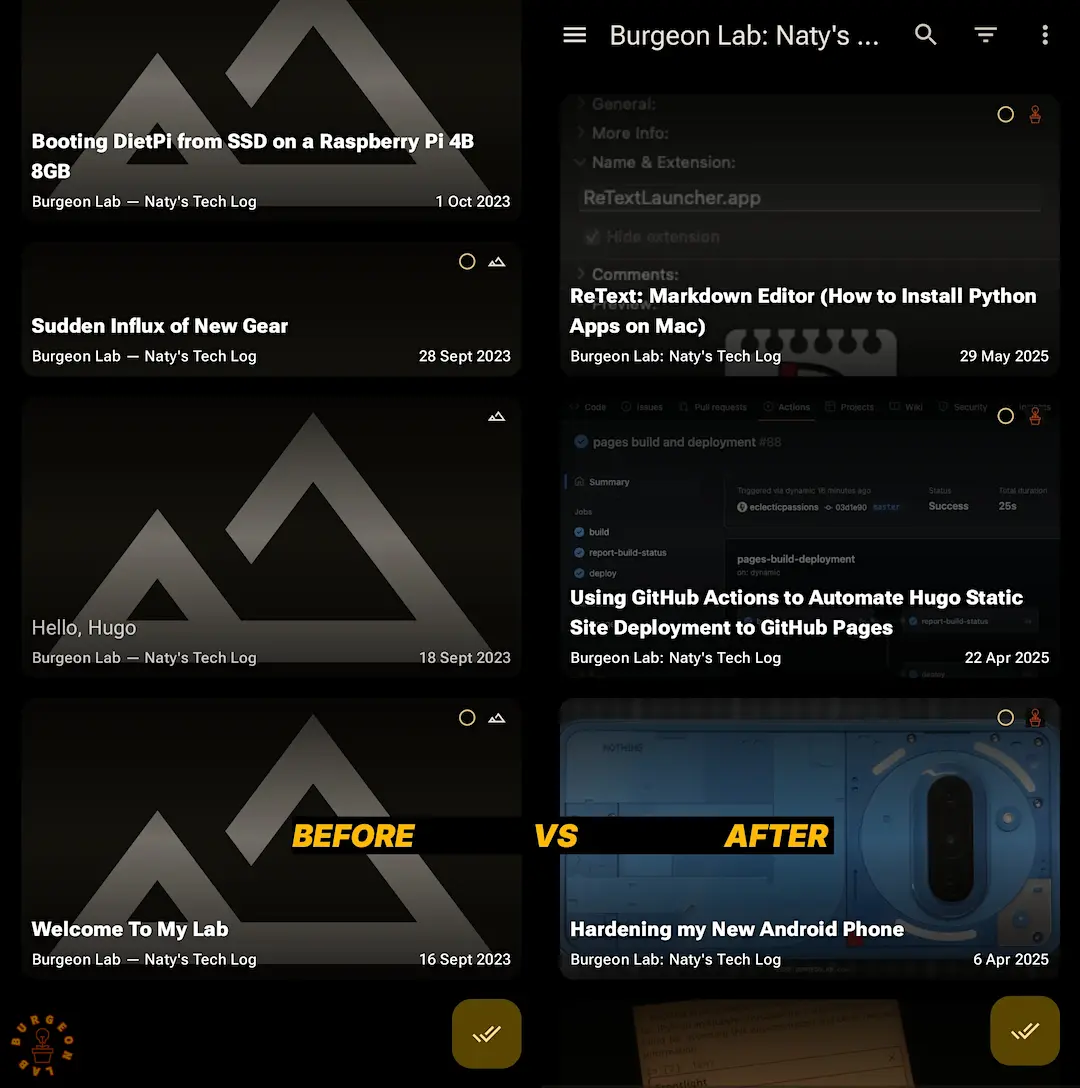 Booting DietPi from SSD on a Raspberry Pi 4B
8GB
Burgeon Lab — Naty's Tech Log
1 Oct 2023
Sudden Influx of New Gear
Burgeon Lab — Naty's Tech Log
28 Sept 2023
Hello, Hugo
Burgeon Lab — Naty's Tech Log
18 Sept 2023
Welcome To My Lab
Burgeon Lab — Naty's Tech Log
16 Sept 2023
BURGEON LAB
BEFORE VS AFTER
Burgeon Lab: Naty's ...
General:
More Info:
Name & Extension:
ReTextLauncher.app
Hide extension
Comments:
Preview:
ReText: Markdown Editor (How to Install Python
Apps on Mac)
Burgeon Lab: Naty's Tech Log
29 May 2025
Code Issues Pull requests Actions Projects Wiki Security Insights
pages build and deployment #88
Summary
Triggered via dynamic 16 minutes ago
Status
Total duration
eclecticpassions 03d1e90 master
Success
25s
Jobs
build
report-build-status
deploy
pages-build-deployment
on: dynamic
Using GitHub Actions to Automate Hugo Static
Site Deployment to GitHub Pages
report-build-status
deploy
Burgeon Lab: Naty's Tech Log
22 Apr 2025
NOTHING
Hardening my New Android Phone
Burgeon Lab: Naty's Tech Log
6 Apr 2025